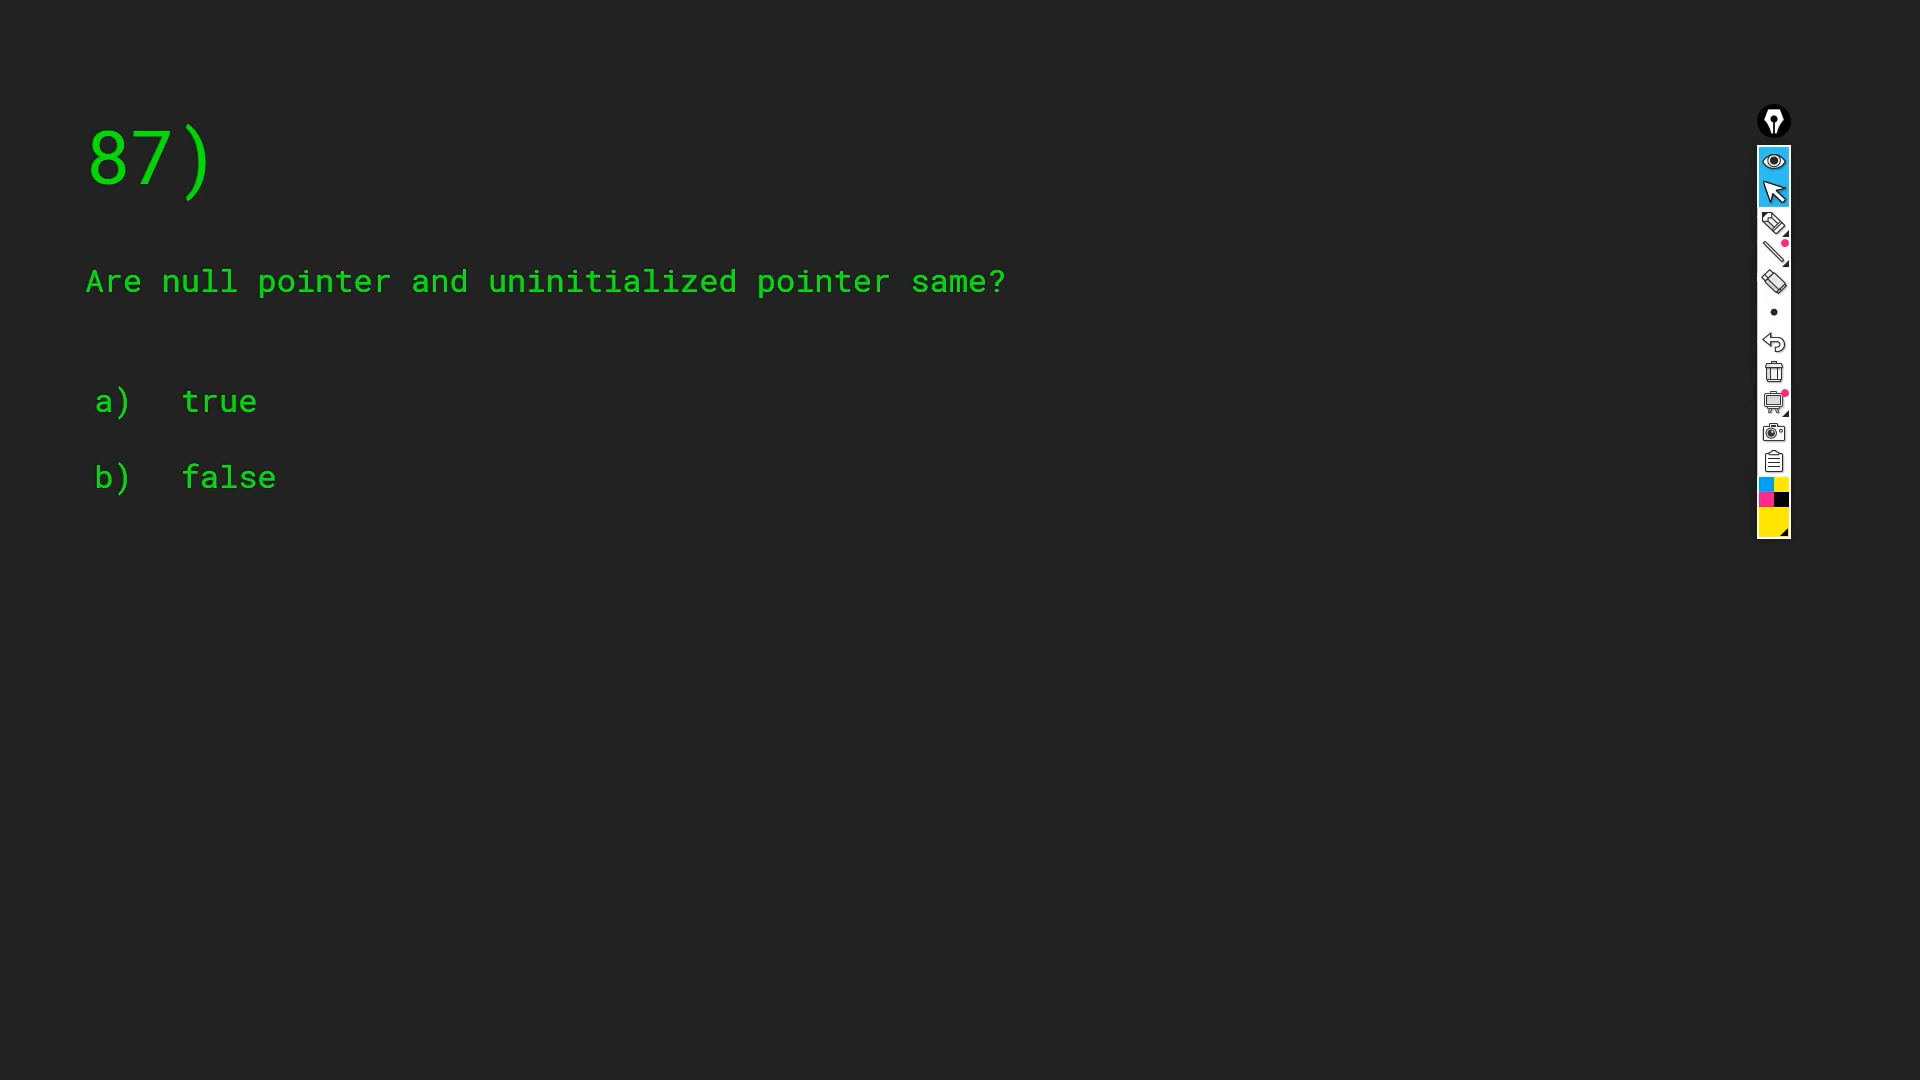 87)
Are null pointer and uninitialized pointer same?
a) true
b) false